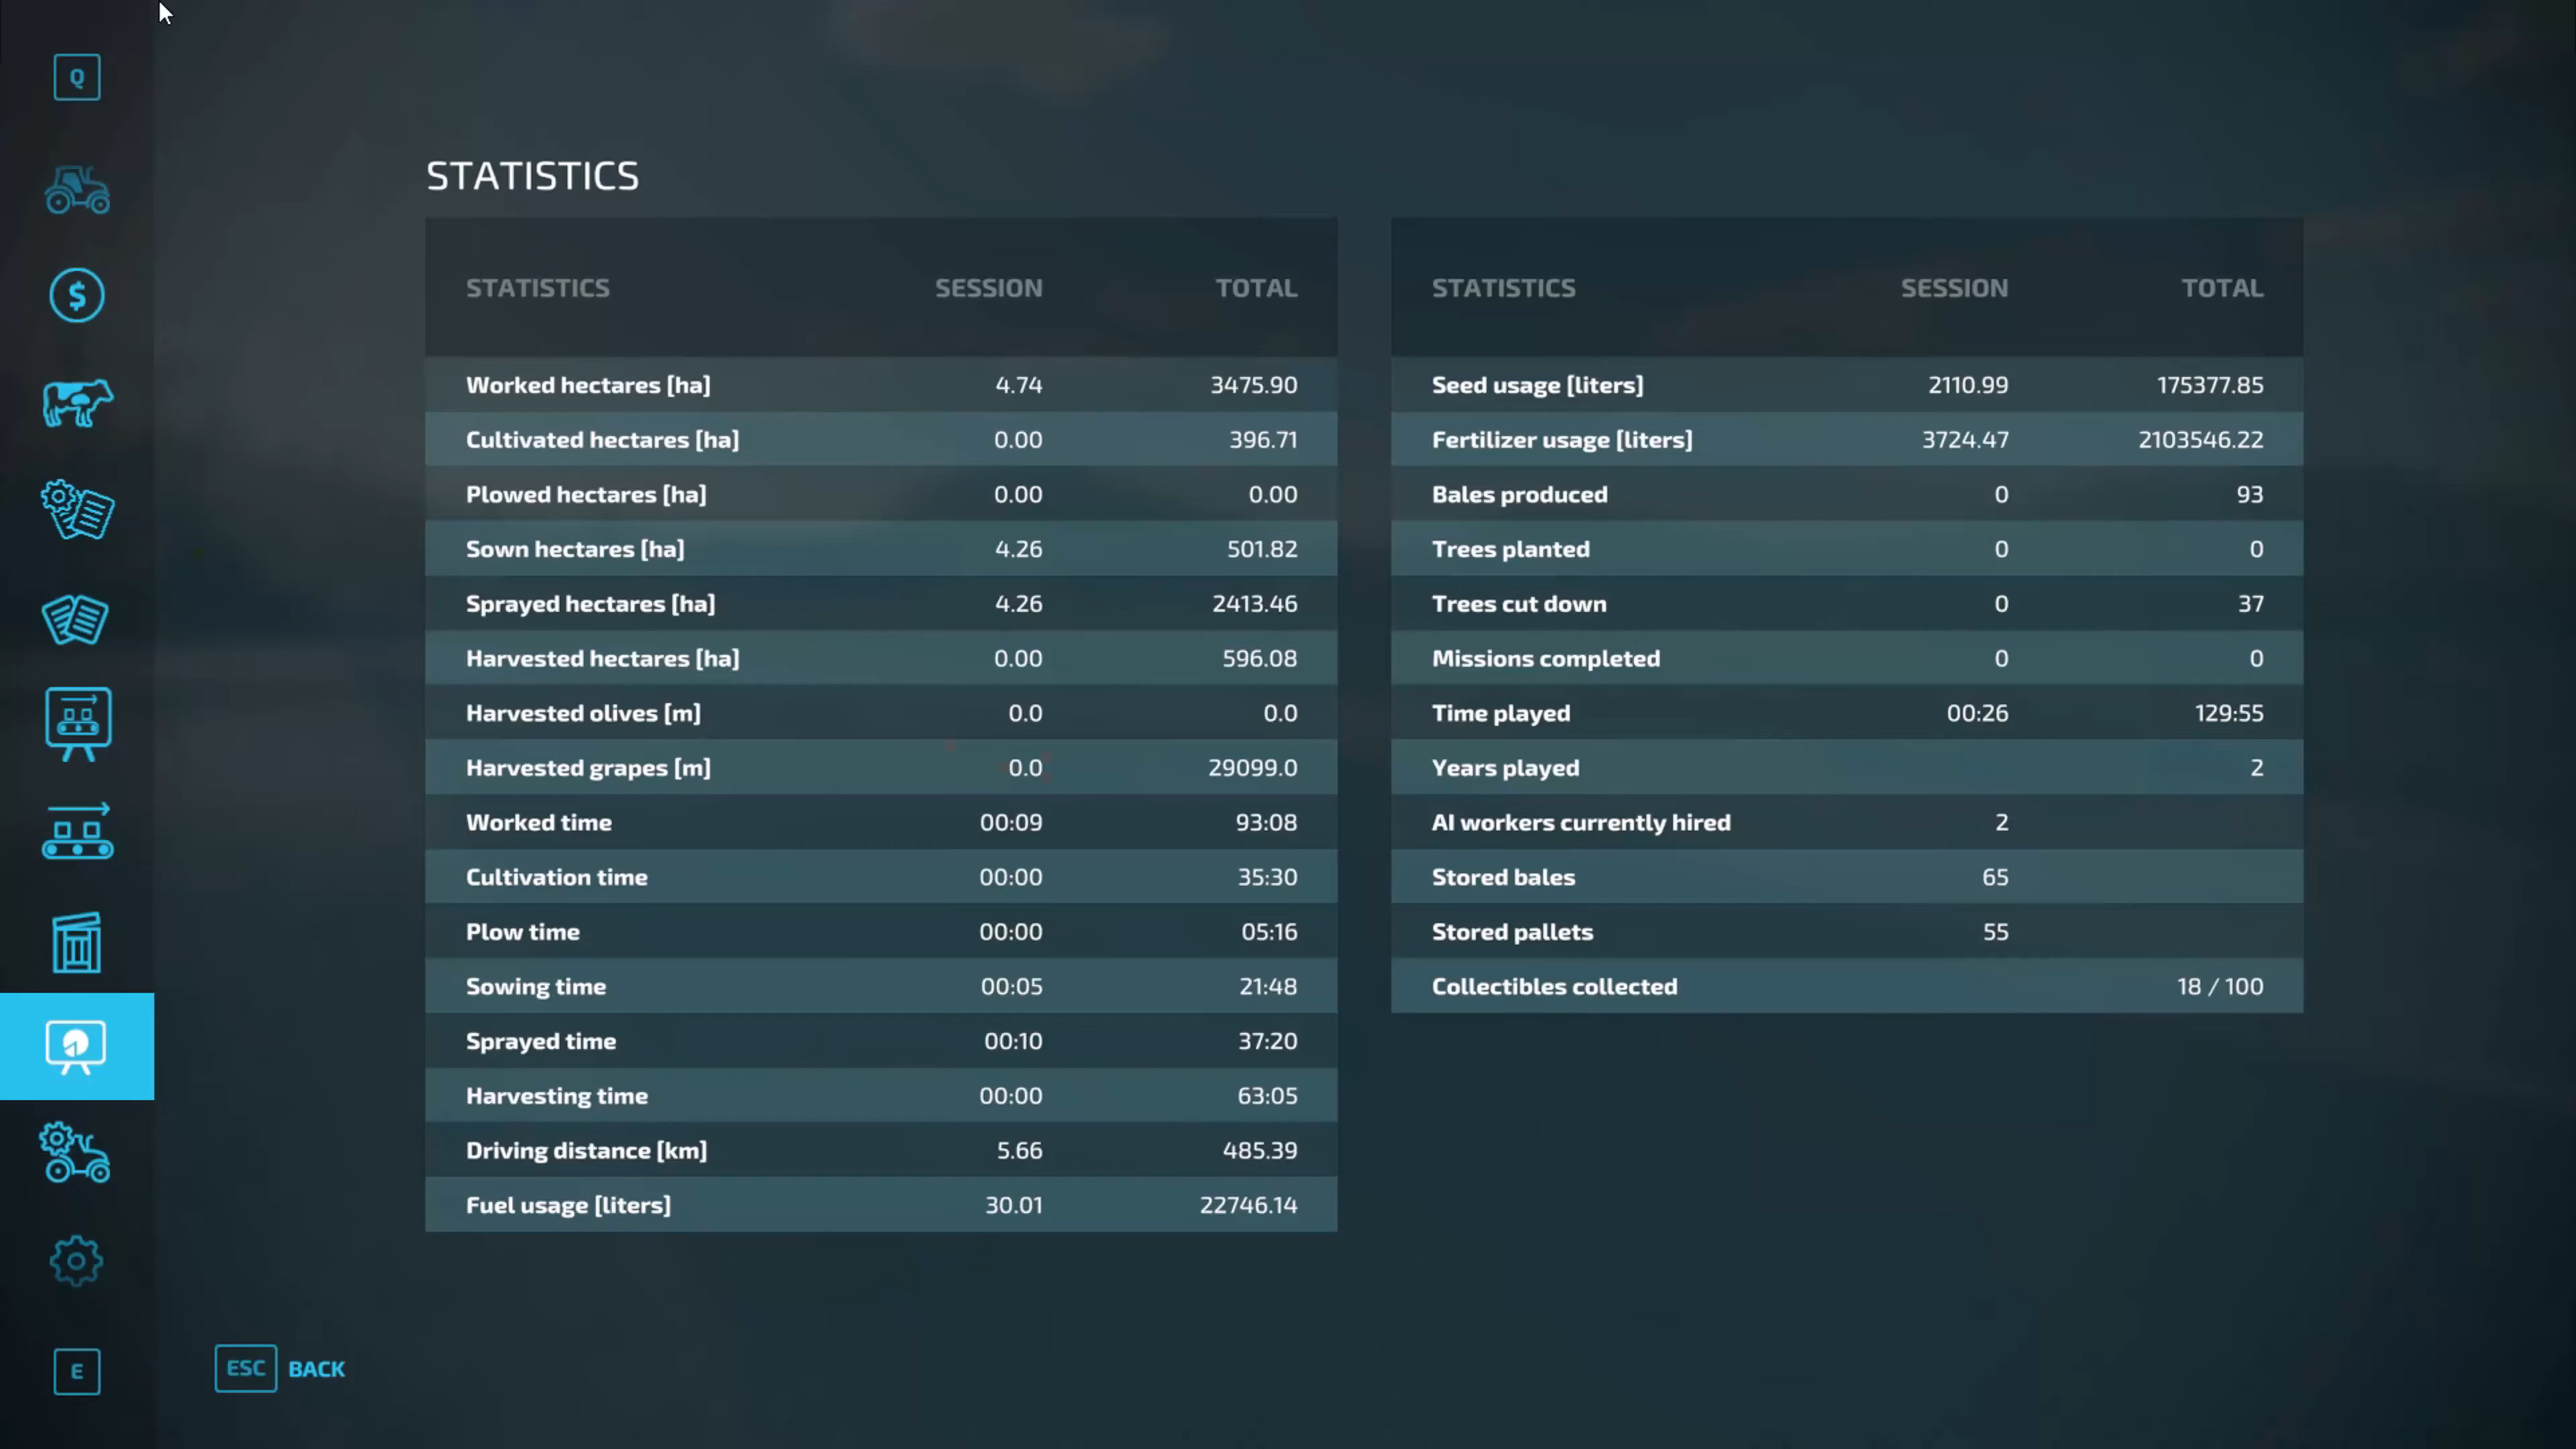 Q
$
STATISTICS
STATISTICS SESSION TOTAL
Worked hectares [ha] 4.74 3475.90
Cultivated hectares [ha] 0.00 396.71
Plowed hectares [ha] 0.00 0.00
Sown hectares [ha] 4.26 501.82
Sprayed hectares [ha] 4.26 2413.46
Harvested hectares [ha] 0.00 596.08
Harvested olives [m] 0.0 0.0
Harvested grapes [m] 0.0 29099.0
Worked time 00:09 93:08
Cultivation time 00:00 35:30
Plow time 00:00 05:16
Sowing time 00:05 21:48
Sprayed time 00:10 37:20
Harvesting time 00:00 63:05
Driving distance [km] 5.66 485.39
Fuel usage [liters] 30.01 22746.14
STATISTICS SESSION TOTAL
Seed usage [liters] 2110.99 175377.85
Fertilizer usage [liters] 3724.47 2103546.22
Bales produced 0 93
Trees planted 0 0
Trees cut down 0 37
Missions completed 0 0
Time played 00:26 129:55
Years played 2
AI workers currently hired 2
Stored bales 65
Stored pallets 55
Collectibles collected 18 / 100
E
ESC BACK